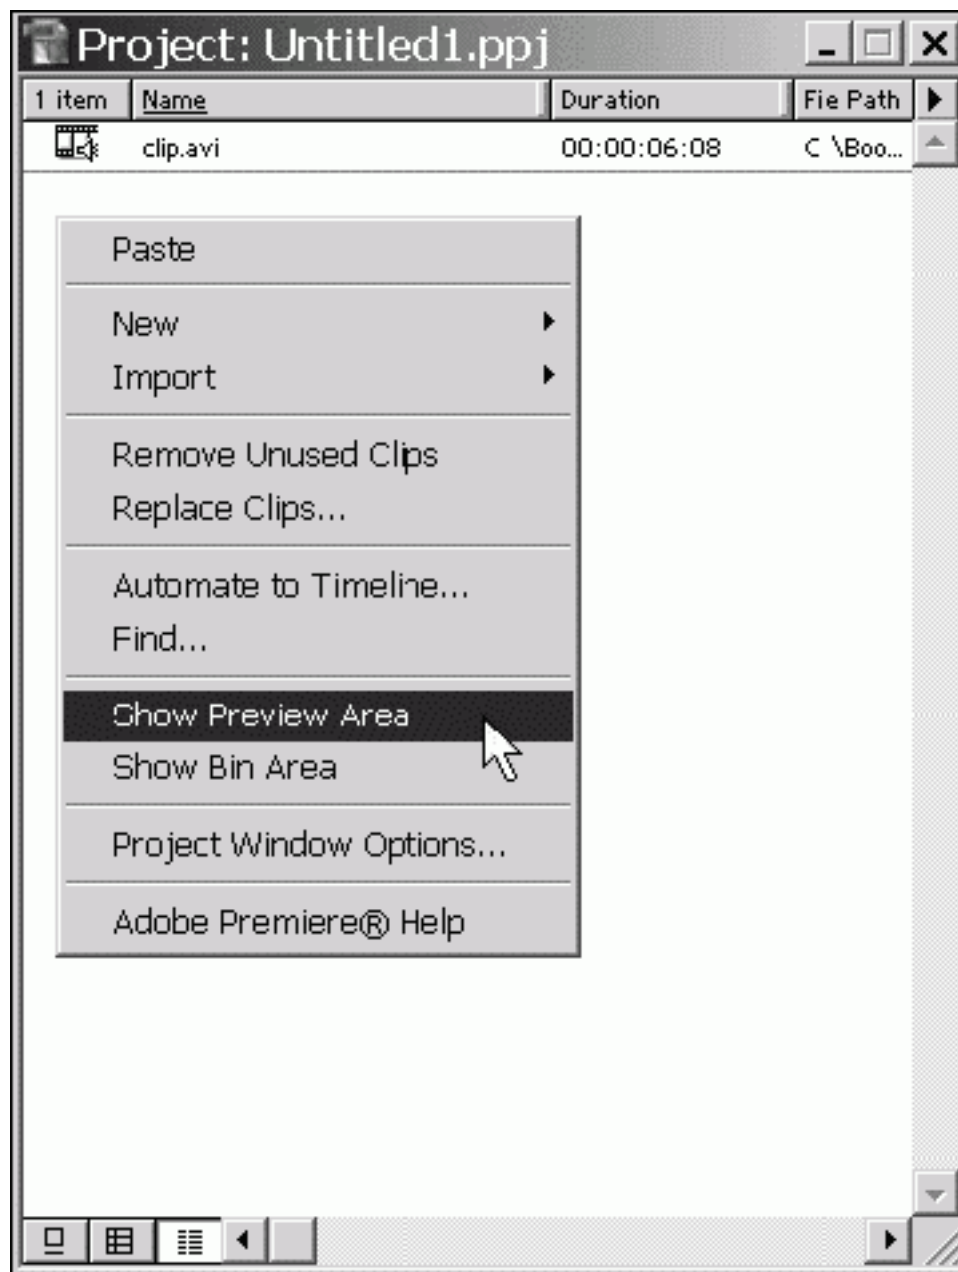 Project: Untitled1.ppj
1 item Name Duration Fie Path
clip.avi 00:00:06:08 C \Boo...
Paste
New
Import
Remove Unused Clips
Replace Clips...
Automate to Timeline...
Find...
Show Preview Area
Show Bin Area
Project Window Options...
Adobe Premiere® Help